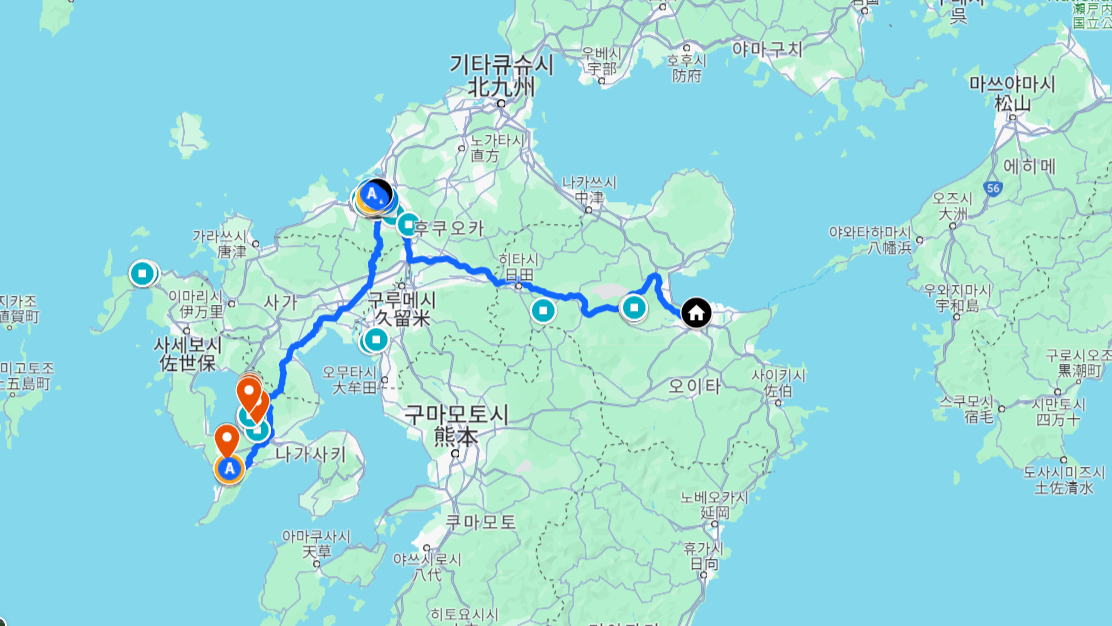 瀬戸内
国立公
呉
야마구치
우베시
宇部
호후시
防府
기타큐슈시
北九州
마쓰야마시
松山
노가타시
直方
에히메
56
나카쓰시
中津
오즈시
大洲
A
후쿠오카
야와타하마시
八幡浜
가라쓰시
唐津
히타시
日田
이마리시
伊万里
사가
구루메시
久留米
우와지마시
宇和島
지카조
値賀町
사세보시
佐世保
오무타시
大牟田
오이타
사이키시
佐伯
구로시오조
黒潮町
미고토조
上五島町
스쿠모시
宿毛
시만토시
四万十
구마모토시
熊本
나가사키
A
도사시미즈시
土佐清水
노베오카시
延岡
쿠마모토
아마쿠사시
天草
야쓰시로시
八代
휴가시
日向
히토요시시